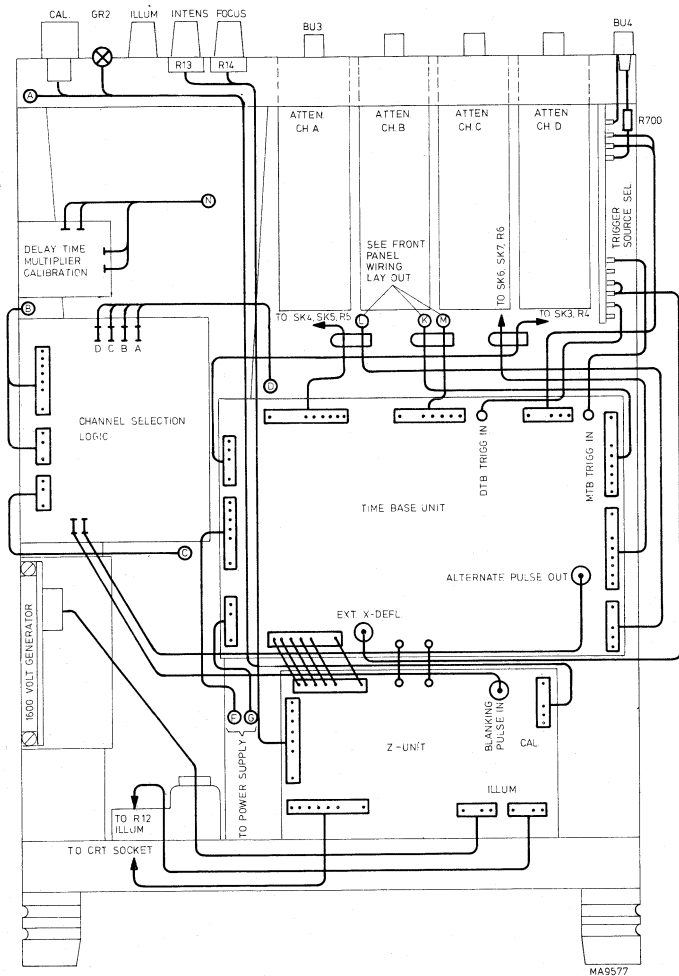 CAL. GR2 ILLUM INTENS FOCUS
BU3
BU4
R13 R14
A
R700
ATTEN. CH.A
ATTEN CH.B
ATTEN. CH.C
ATTEN CH.D
TRIGGER SOURCE SEL
N
DELAY TIME
MULTIPLIER
CALIBRATION
SEE FRONT
PANEL
WIRING
LAY OUT
TO SK6, SK7, R6
B
TO SK4, SK5, R5
L
K
M
TO SK3, R4
D C B A
D
CHANNEL SELECTION
LOGIC
DTB TRIGG IN
MTB TRIGG IN
TIME BASE UNIT
C
ALTERNATE PULSE OUT
EXT X-DEFL.
1600 VOLT GENERATOR
F
G
TO POWER SUPPLY
Z-UNIT
BLANKING
PULSE IN
CAL.
ILLUM
TO R12
ILLUM
TO CRT SOCKET
MA9577